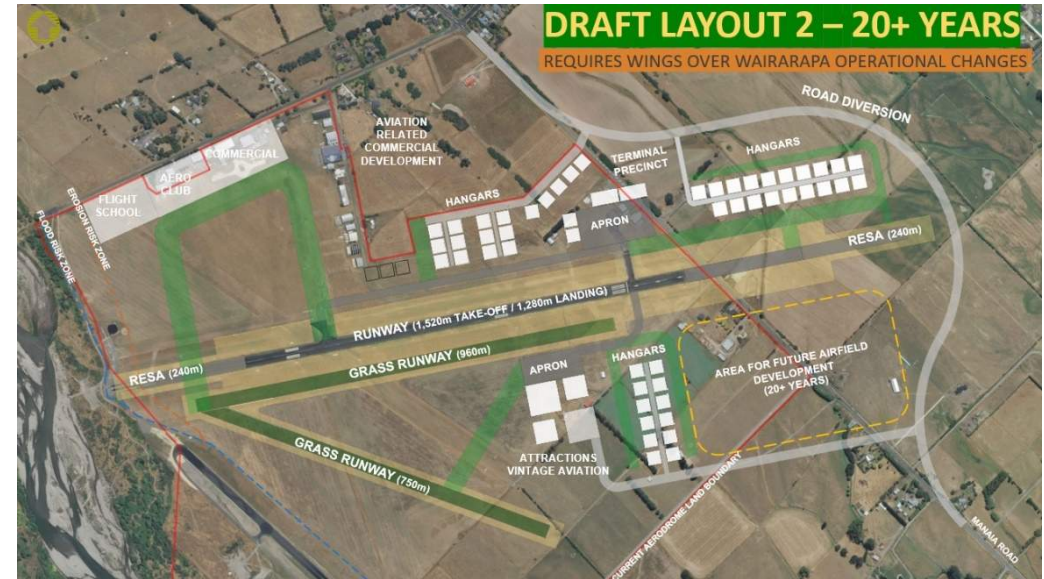 DRAFT LAYOUT 2 – 20+ YEARS
REQUIRES WINGS OVER WAIRARAPA OPERATIONAL CHANGES
ROAD DIVERSION
AVIATION
RELATED
COMMERCIAL
DEVELOPMENT
COMMERCIAL
AERO
CLUB
FLIGHT
SCHOOL
EROSION RISK ZONE
FLOOD RISK ZONE
HANGARS
TERMINAL
PRECINCT
HANGARS
APRON
RESA (240m)
RUNWAY (1,520m TAKE-OFF / 1,280m LANDING)
RESA (240m)
GRASS RUNWAY (960m)
GRASS RUNWAY (750m)
APRON
HANGARS
ATTRACTIONS
VINTAGE AVIATION
AREA FOR FUTURE AIRFIELD
DEVELOPMENT
(20+ YEARS)
CURRENT AERODROME LAND BOUNDARY
MANAIA ROAD